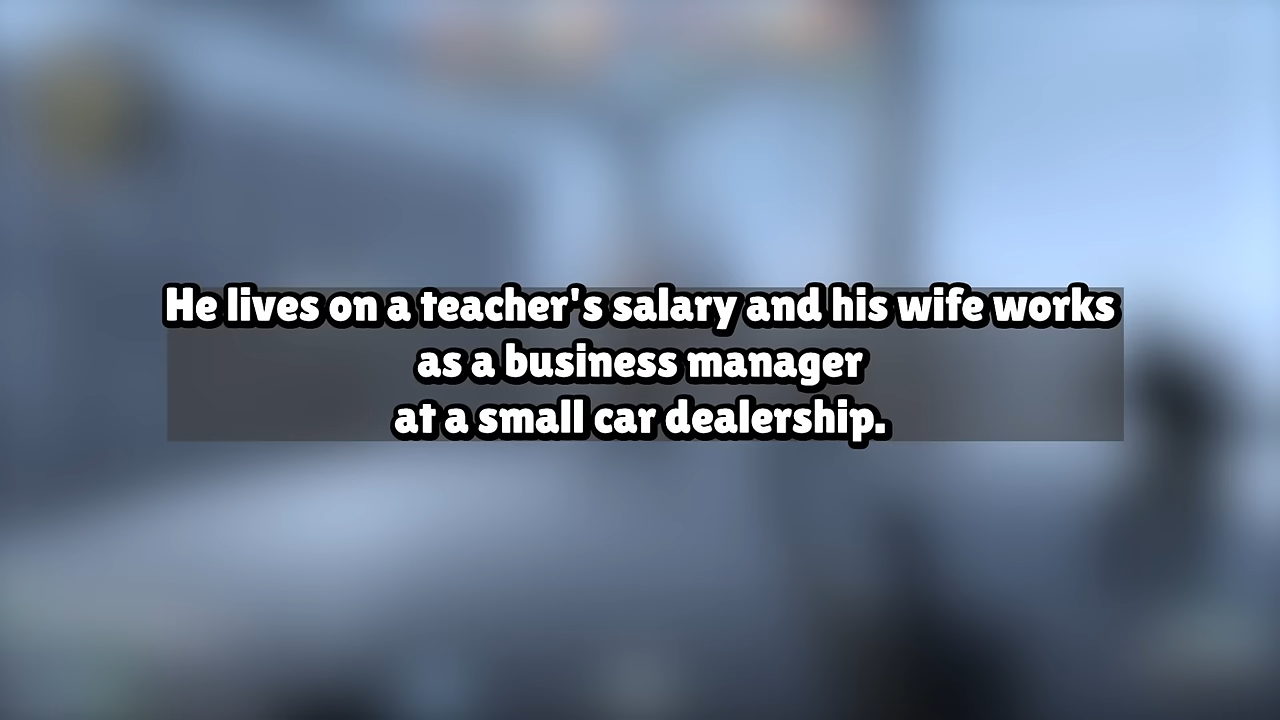 He lives on a teacher's salary and his wife works
as a business manager
at a small car dealership.